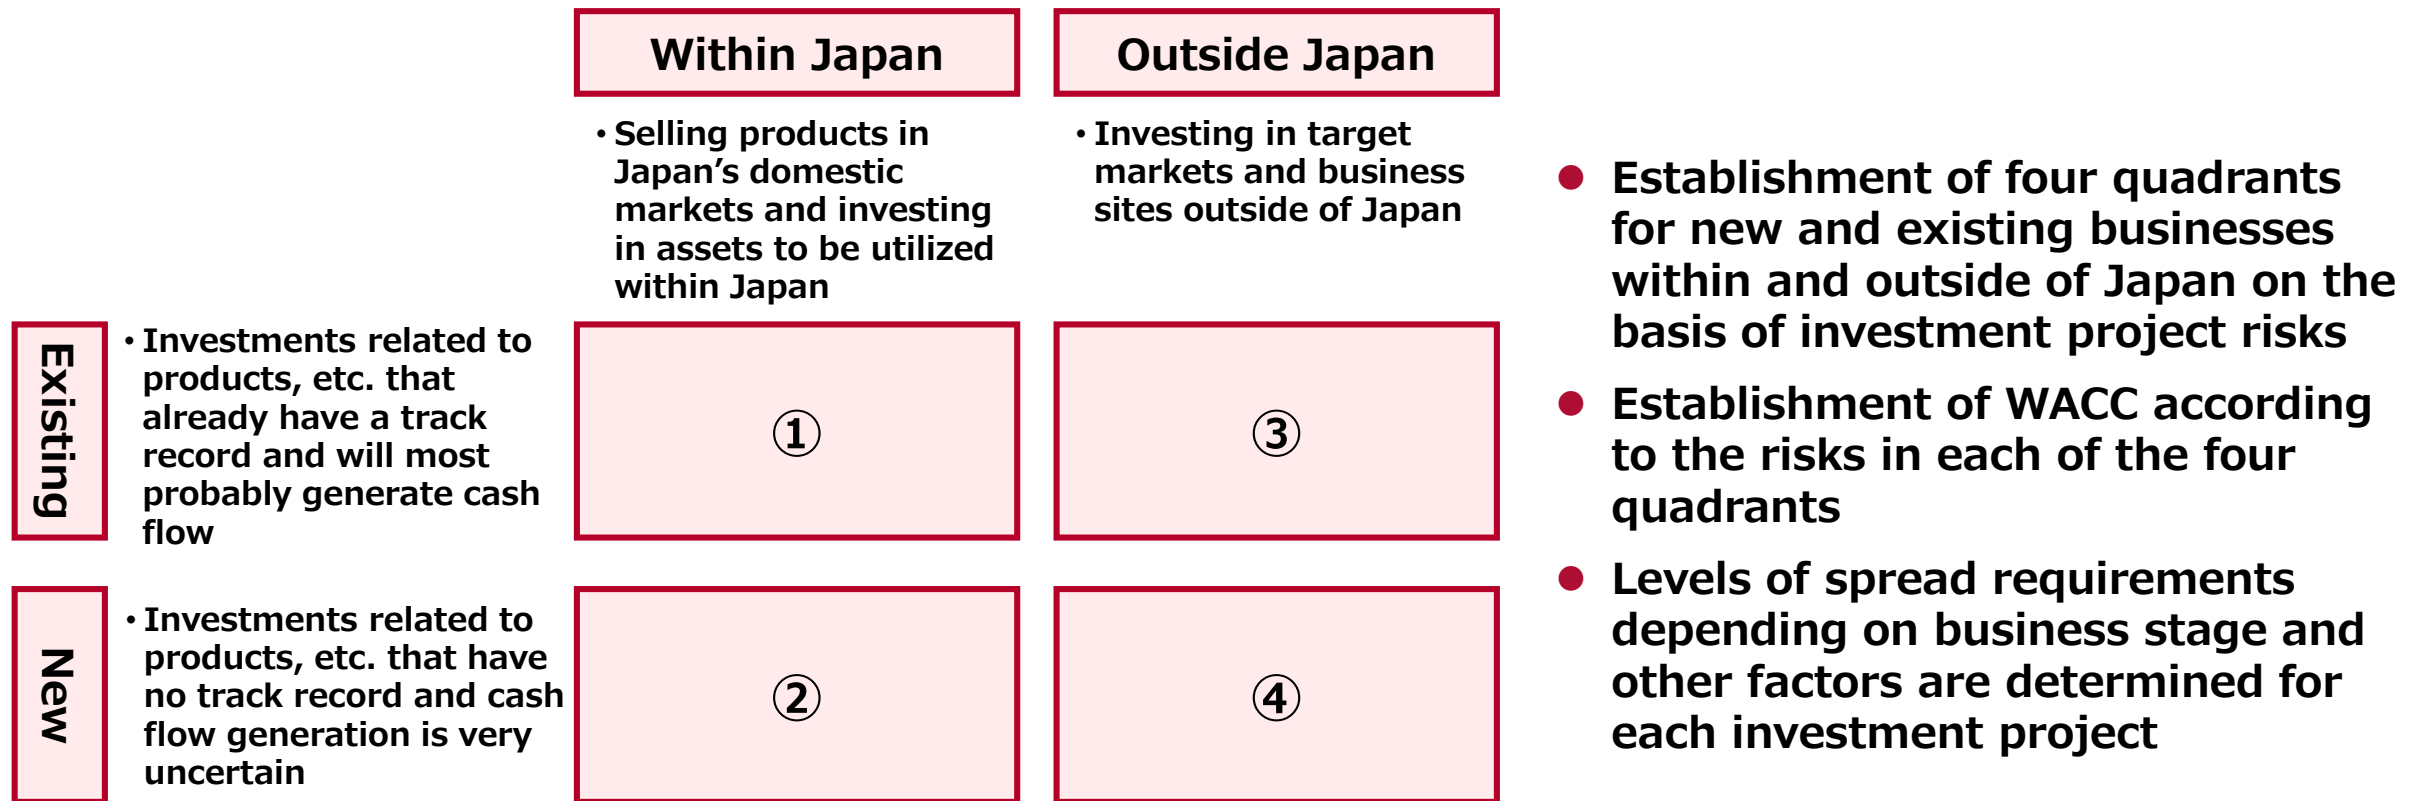 Within Japan
Outside Japan
・Selling products in
Japan’s domestic
markets and investing
in assets to be utilized
within Japan
・Investing in target
markets and business
sites outside of Japan
Existing
・Investments related to
products, etc. that
already have a track
record and will most
probably generate cash
flow
①
③
New
・Investments related to
products, etc. that have
no track record and cash
flow generation is very
uncertain
②
④
● Establishment of four quadrants
for new and existing businesses
within and outside of Japan on the
basis of investment project risks
● Establishment of WACC according
to the risks in each of the four
quadrants
● Levels of spread requirements
depending on business stage and
other factors are determined for
each investment project